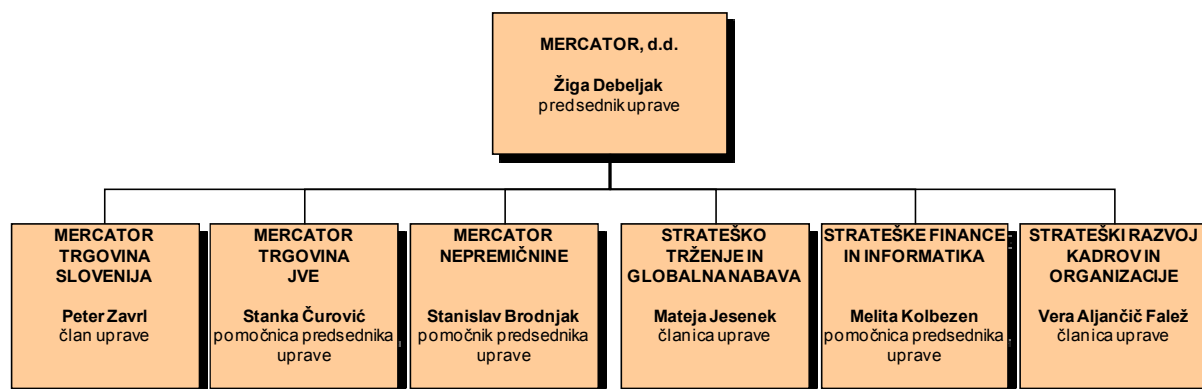 MERCATOR, d.d.
Žiga Debeljak
predsednik uprave
MERCATOR
TRGOVINA
SLOVENIJA
Peter Zavrl
član uprave
MERCATOR
TRGOVINA
JVE
Stanka Čurović
pomočnica predsednika
uprave
MERCATOR
NEPREMIČNINE
Stanislav Brodnjak
pomočnik predsednika
uprave
STRATEŠKO
TRŽENJE IN
GLOBALNA NABAVA
Mateja Jesenek
članica uprave
STRATEŠKE FINANCE
IN INFORMATIKA
Melita Kolbezen
pomočnica predsednika
uprave
STRATEŠKI RAZVOJ
KADROV IN
ORGANIZACIJE
Vera Aljančič Falež
članica uprave